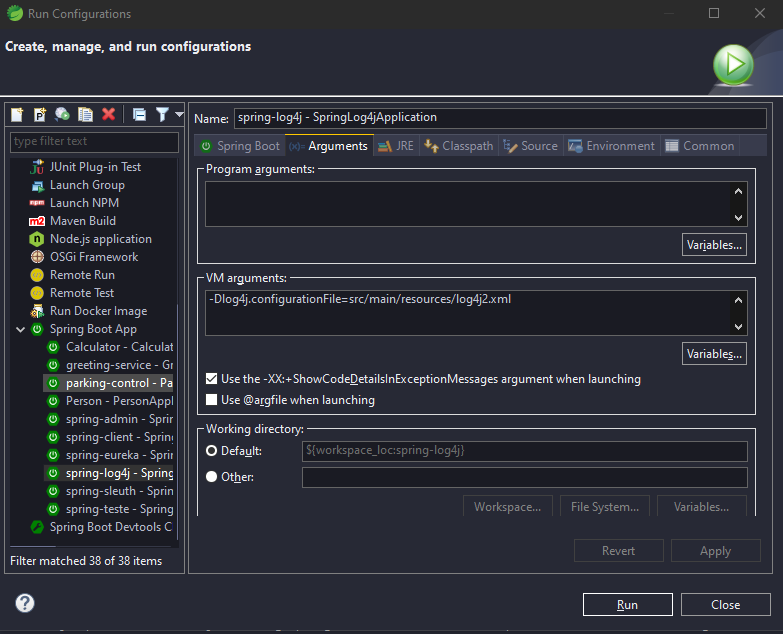 Run Configurations
Create, manage, and run configurations
type filter text
JUnit Plug-in Test
Launch Group
Launch NPM
Maven Build
Node.js application
OSGi Framework
Remote Run
Remote Test
Run Docker Image
Spring Boot App
Calculator - Calculat
greeting-service - Gr
parking-control - Pa
Person - PersonAppl
spring-admin - Sprin
spring-client - Spring
spring-eureka - Sprin
spring-log4j - Spring
spring-sleuth - Sprin
spring-teste - Spring
Spring Boot Devtools C
Filter matched 38 of 38 items
Name: spring-log4j - SpringLog4jApplication
Spring Boot (x)= Arguments JRE Classpath Source Environment Common
Program arguments:
Variables...
VM arguments:
-Dlog4j.configurationFile=src/main/resources/log4j2.xml
Variables...
Use the -XX:+ShowCodeDetailsInExceptionMessages argument when launching
Use @argfile when launching
Working directory:
Default: ${workspace_loc:spring-log4j}
Other:
Workspace... File System... Variables...
Revert Apply
Run Close